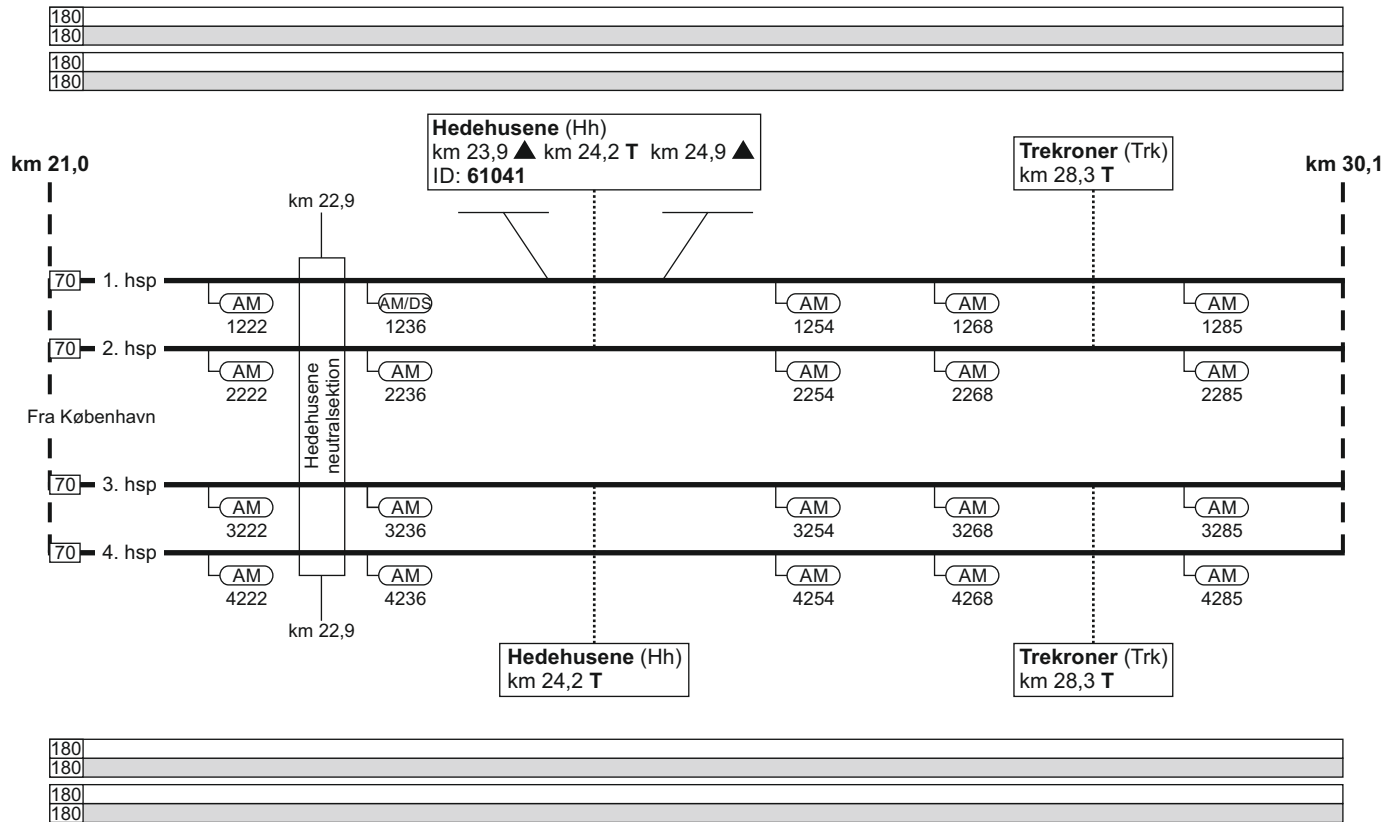 180
180
180
180
Hedehusene (Hh)
km 23,9 ▲ km 24,2 T km 24,9 ▲
ID: 61041
Trekroner (Trk)
km 28,3 T
km 21,0
km 30,1
km 22,9
70 1. hsp
AM AM/DS AM AM AM
1222 1236 1254 1268 1285
70 2. hsp
AM AM AM AM AM
2222 2236 2254 2268 2285
Hedehusene
neutralsektion
Fra København
70 3. hsp
AM AM AM AM AM
3222 3236 3254 3268 3285
70 4. hsp
AM AM AM AM AM
4222 4236 4254 4268 4285
km 22,9
Hedehusene (Hh)
km 24,2 T
Trekroner (Trk)
km 28,3 T
180
180
180
180